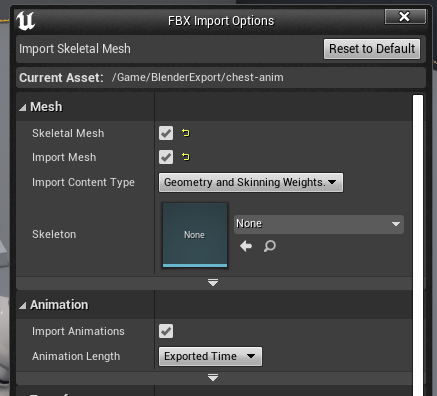 FBX Import Options
Import Skeletal Mesh
Reset to Default
Current Asset: /Game/BlenderExport/chest-anim
Mesh
Skeletal Mesh
Import Mesh
Import Content Type
Geometry and Skinning Weights.
Skeleton
None
None
Animation
Import Animations
Animation Length
Exported Time